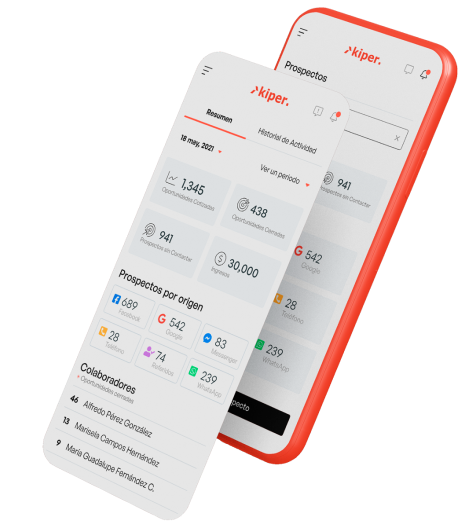 kiper.
Resumen
Historial de Actividad
18 may, 2021
Ver un periodo
1,345
Oportunidades Cotizadas
438
Oportunidades Cerradas
941
Prospectos sin Contactar
30,000
Ingresos
Prospectos por origen
689
Facebook
542
Google
83
Messenger
28
Teléfono
74
Referidos
239
WhatsApp
Colaboradores
Oportunidades cerradas
46 Alfredo Pérez González
13 Marisela Campos Hernández
9 María Guadalupe Fernández C.
kiper.
Prospectos
941
Prospectos sin Contactar
542
Google
28
Teléfono
239
WhatsApp